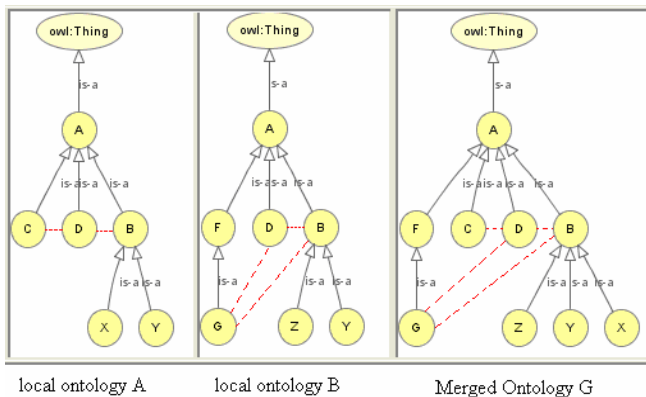 owl:Thing
is-a
A
is-a is-a is-a
C D B
is-a is-a
X Y
local ontology A
owl:Thing
s-a
A
is-a is-a is-a
F D B
is-a is-a is-a
G Z Y
local ontology B
owl:Thing
s-a
A
is-a is-a is-a is-a
F C D B
is-a is-a s-a is-a
G Z Y X
Merged Ontology G